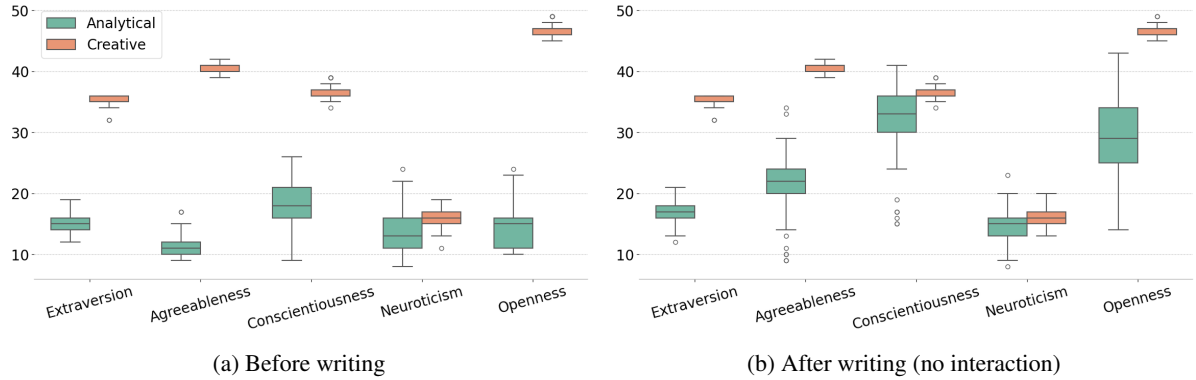 50
40
30
20
10
Analytical
Creative
Extraversion
Agreeableness
Conscientiousness
Neuroticism
Openness
(a) Before writing
50
40
30
20
10
Extraversion
Agreeableness
Conscientiousness
Neuroticism
Openness
(b) After writing (no interaction)